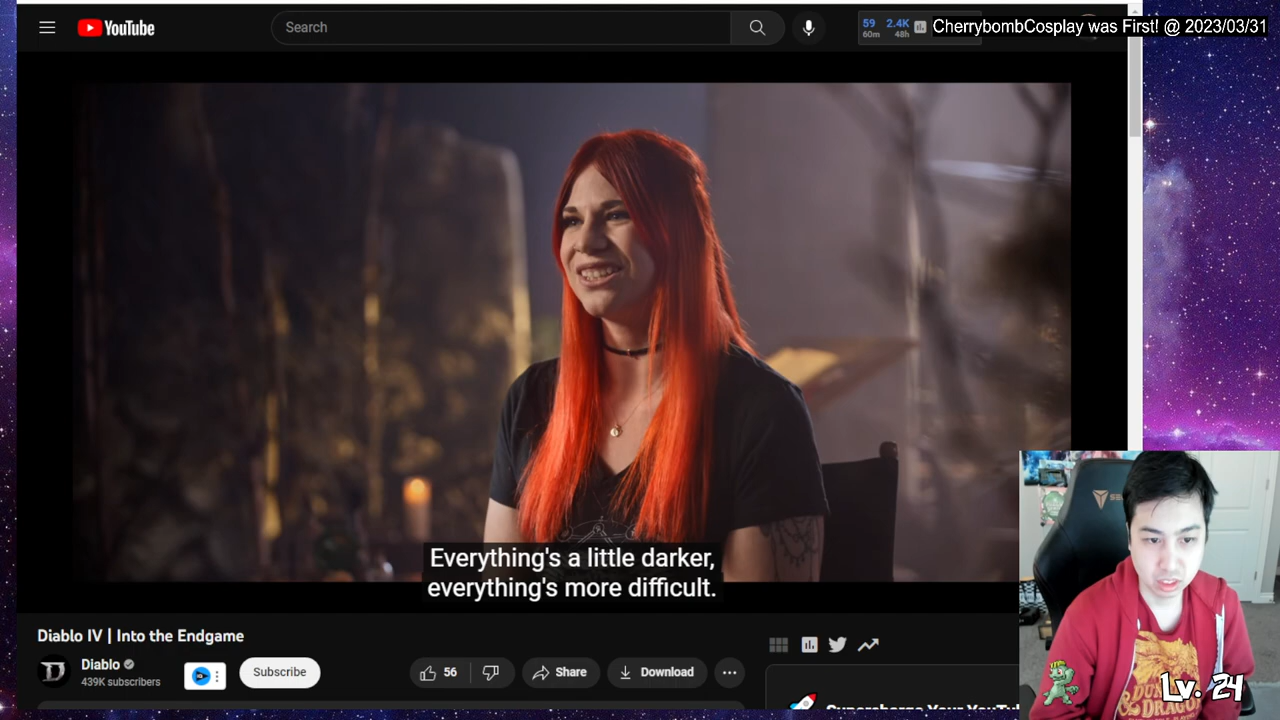 YouTube
Search
59
60m
2.4K
48h
CherrybombCosplay was First! @ 2023/03/31
Everything's a little darker,
everything's more difficult.
Diablo IV | Into the Endgame
Diablo
439K subscribers
Subscribe
56
Share
Download
Lv. 24